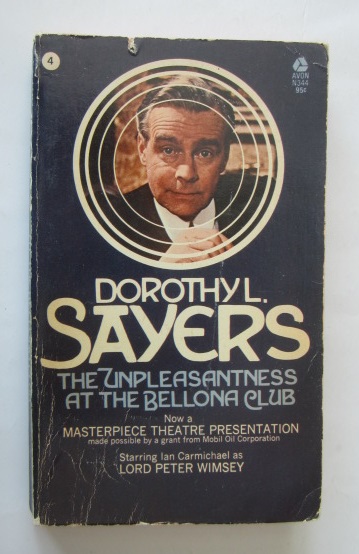 4
AVON
N344
95¢
DOROTHY L.
SAYERS
THE UNPLEASANTNESS
AT THE BELLONA CLUB
Now a
MASTERPIECE THEATRE PRESENTATION
made possible by a grant from Mobil Oil Corporation
Starring Ian Carmichael as
LORD PETER WIMSEY